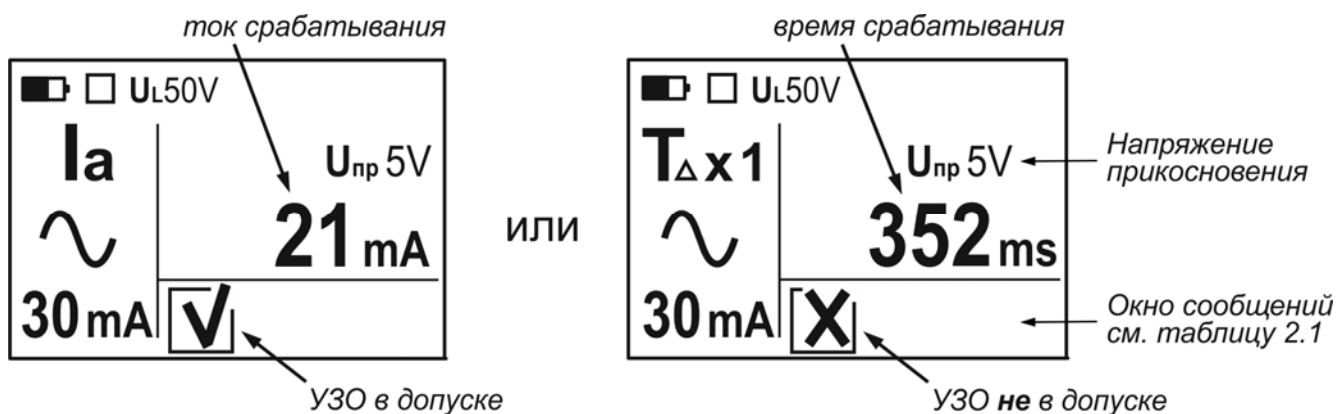 ток срабатывания
время срабатывания
UL50V
Ia
Uпр 5V
21 mA
30 mA
УЗО в допуске
или
UL50V
T△ x 1
Uпр 5V
352 ms
30 mA
Напряжение
прикосновения
Окно сообщений
см. таблицу 2.1
УЗО не в допуске